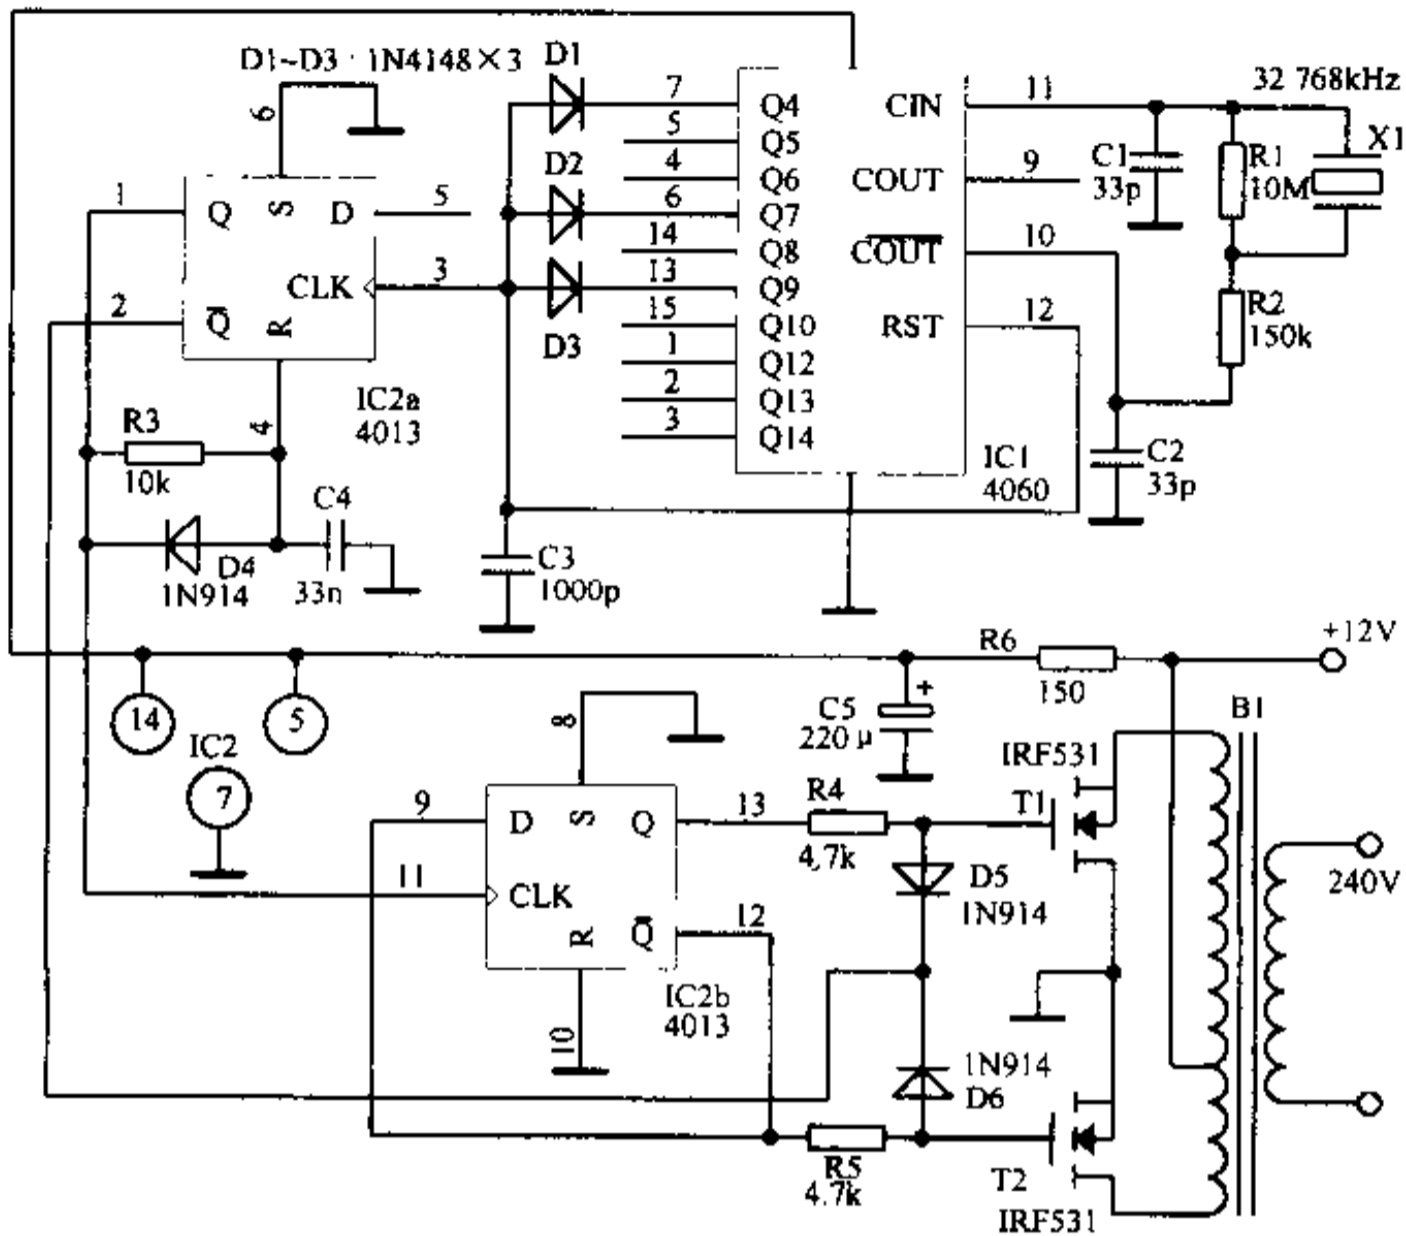 D1~D3 · 1N4148×3
D1
7
Q4
CIN
11
32 768kHz
6
5
Q5
C1
33p
R1
10M
X1
D2
4
Q6
COUT
9
1
Q
S
D
5
6
Q7
14
Q8
COUT
10
3
CLK
13
Q9
2
Q
R
D3
15
Q10
RST
12
R2
150k
1
Q12
IC2a
4013
2
Q13
R3
10k
4
3
Q14
IC1
4060
C2
33p
C4
33n
D4
1N914
C3
1000p
+12V
R6
150
14
5
8
C5
+
220 μ
B1
IC2
7
IRF531
T1
9
D
S
Q
13
R4
4.7k
11
CLK
D5
1N914
240V
R
Q
12
IC2b
4013
10
1N914
D6
R5
4.7k
T2
IRF531